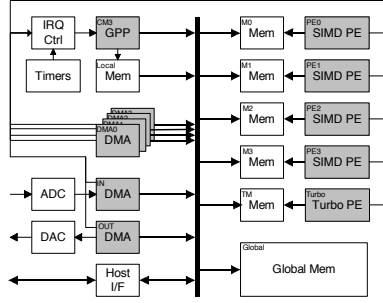 IRQ
Ctrl
CM3
GPP
M0
Mem
PE0
SIMD PE
Timers
Local
Mem
M1
Mem
PE1
SIMD PE
DMA3
DMA2
DMA1
DMA0
DMA
M2
Mem
PE2
SIMD PE
M3
Mem
PE3
SIMD PE
ADC
IN
DMA
TM
Mem
Turbo
Turbo PE
DAC
OUT
DMA
Global
Global Mem
Host
I/F